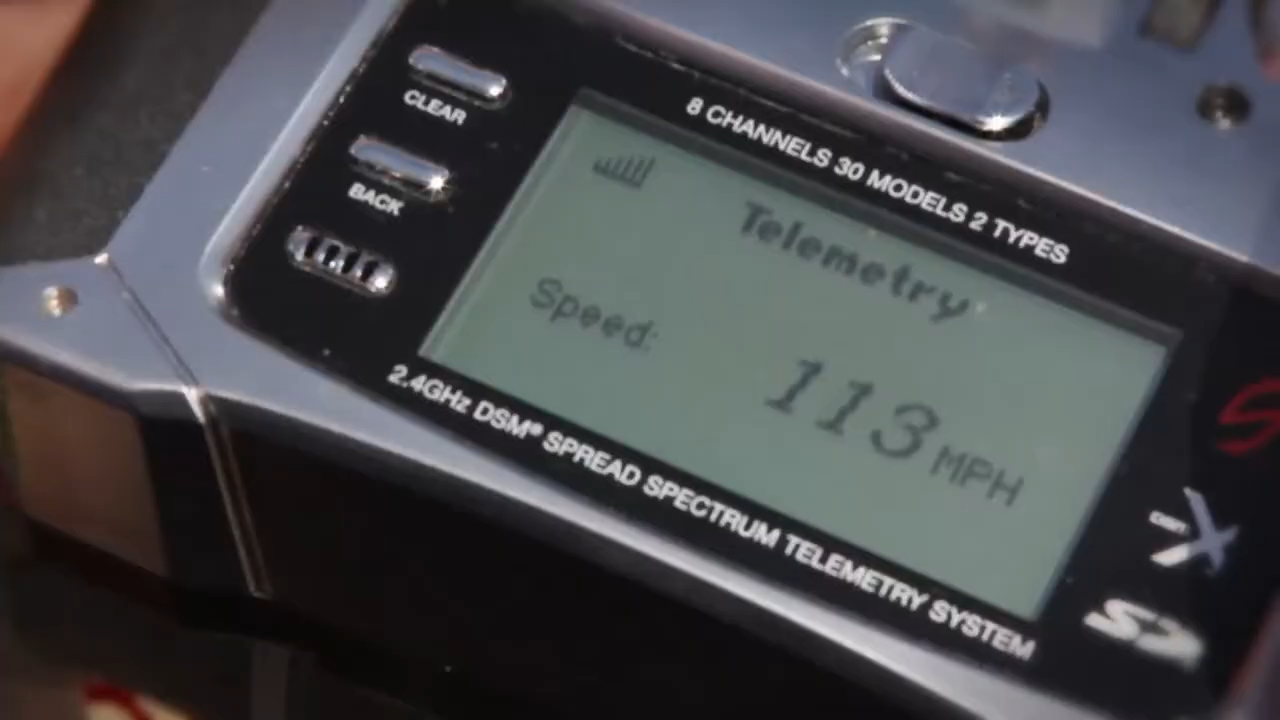 CLEAR
BACK
8 CHANNELS 30 MODELS 2 TYPES
Telemetry
Speed:
113 MPH
2.4GHz DSM® SPREAD SPECTRUM TELEMETRY SYSTEM
X